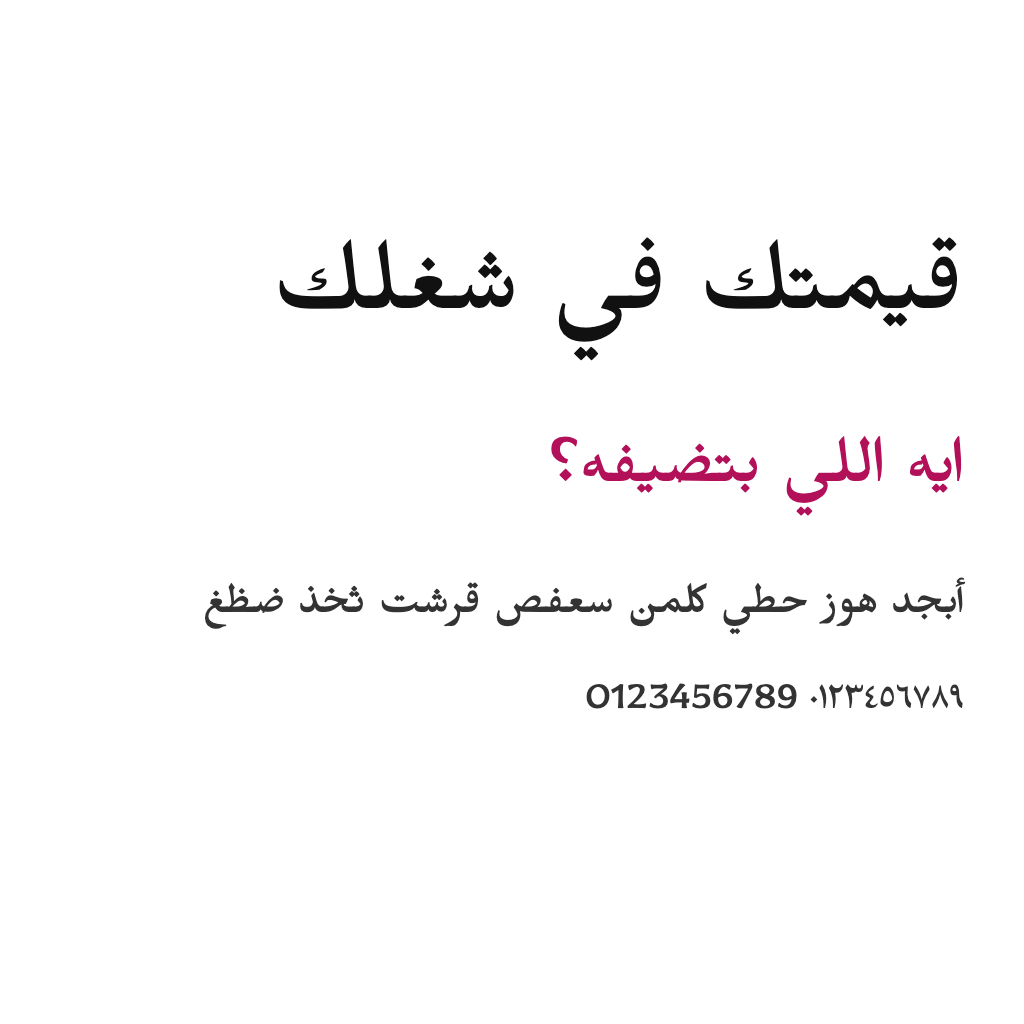 قيمتك في شغلك
ايه اللي بتضيفه؟
أبجد هوز حطي كلمن سعفص قرشت ثخذ ضظغ
٠١٢٣٤٥٦٧٨٩ 0123456789